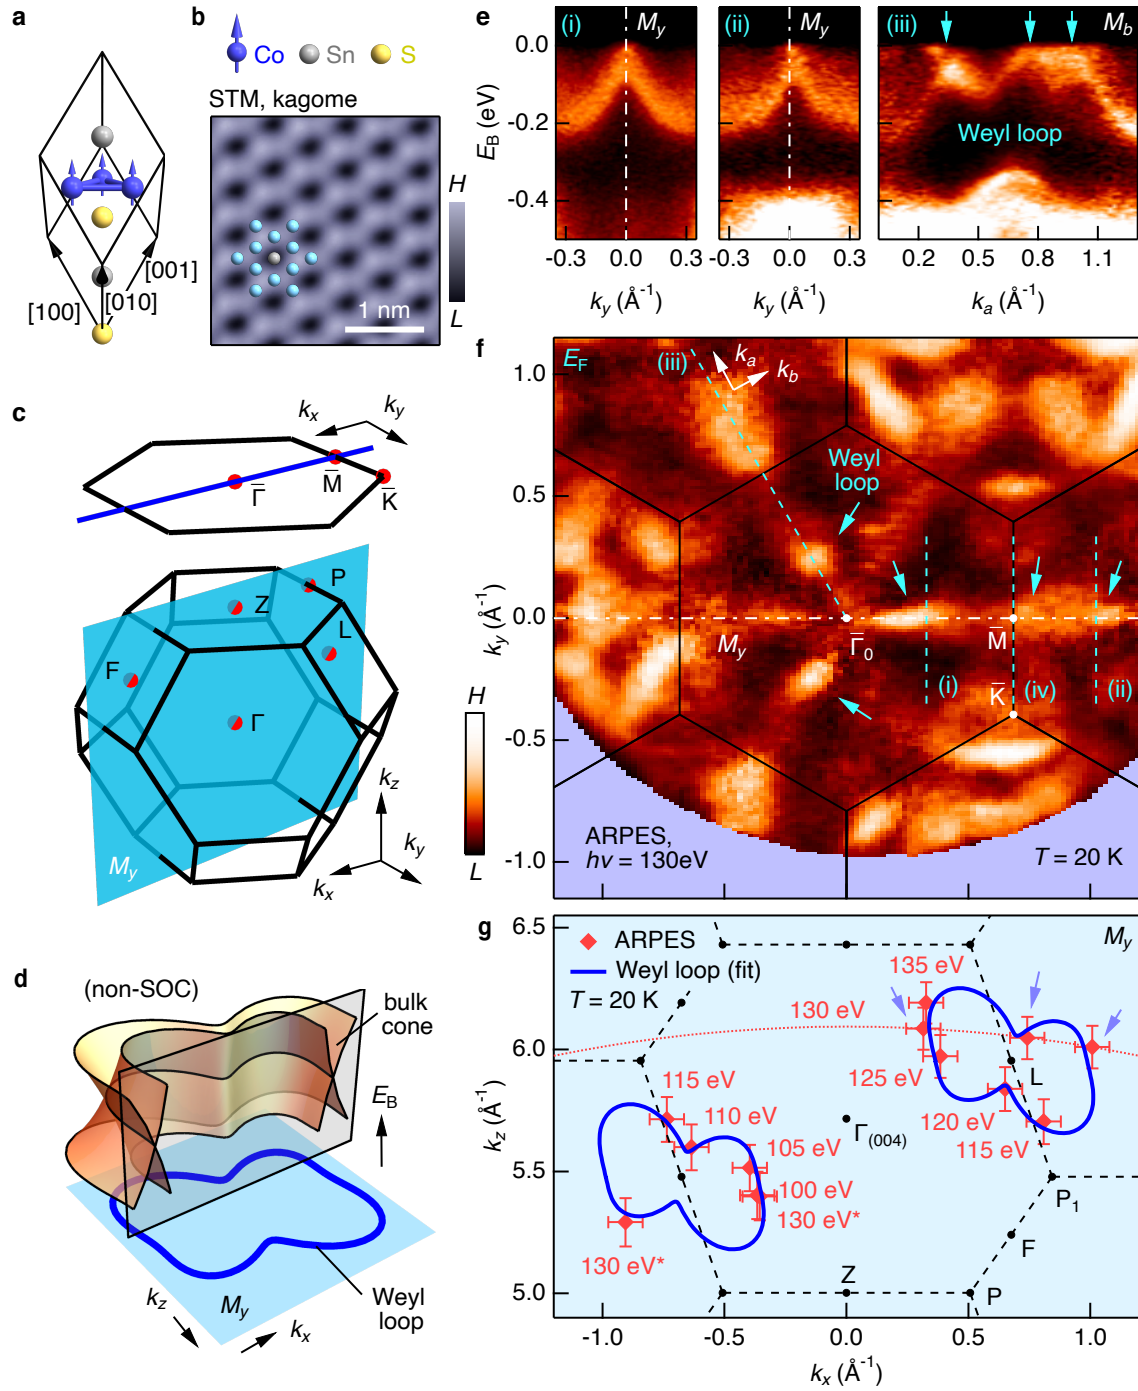 a
b
Co
Sn
S
STM, kagome
H
L
1 nm
[100]
[010]
[001]
c
kx
ky
Γ̅
M̅
K̅
P
Z
L
F
Γ
My
kz
ky
kx
d
(non-SOC)
bulk
cone
EB
kz
My
kx
Weyl
loop
e
(i)
My
(ii)
My
(iii)
Mb
EB (eV)
0.0
-0.2
-0.4
Weyl loop
-0.3
0.0
0.3
-0.3
0.0
0.3
0.2
0.5
0.8
1.1
ky (Å-1)
ky (Å-1)
ka (Å-1)
f
EF
(iii)
ka
kb
Weyl
loop
1.0
0.5
0.0
-0.5
-1.0
ky (Å-1)
My
Γ̅0
M̅
K̅
(i)
(iv)
(ii)
H
L
ARPES,
hν = 130eV
T = 20 K
g
ARPES
Weyl loop (fit)
T = 20 K
My
135 eV
130 eV
125 eV
120 eV
115 eV
115 eV
110 eV
105 eV
100 eV
130 eV*
130 eV*
L
Γ(004)
P1
F
Z
P
kz (Å-1)
6.5
6.0
5.5
5.0
-1.0
-0.5
0.0
0.5
1.0
kx (Å-1)